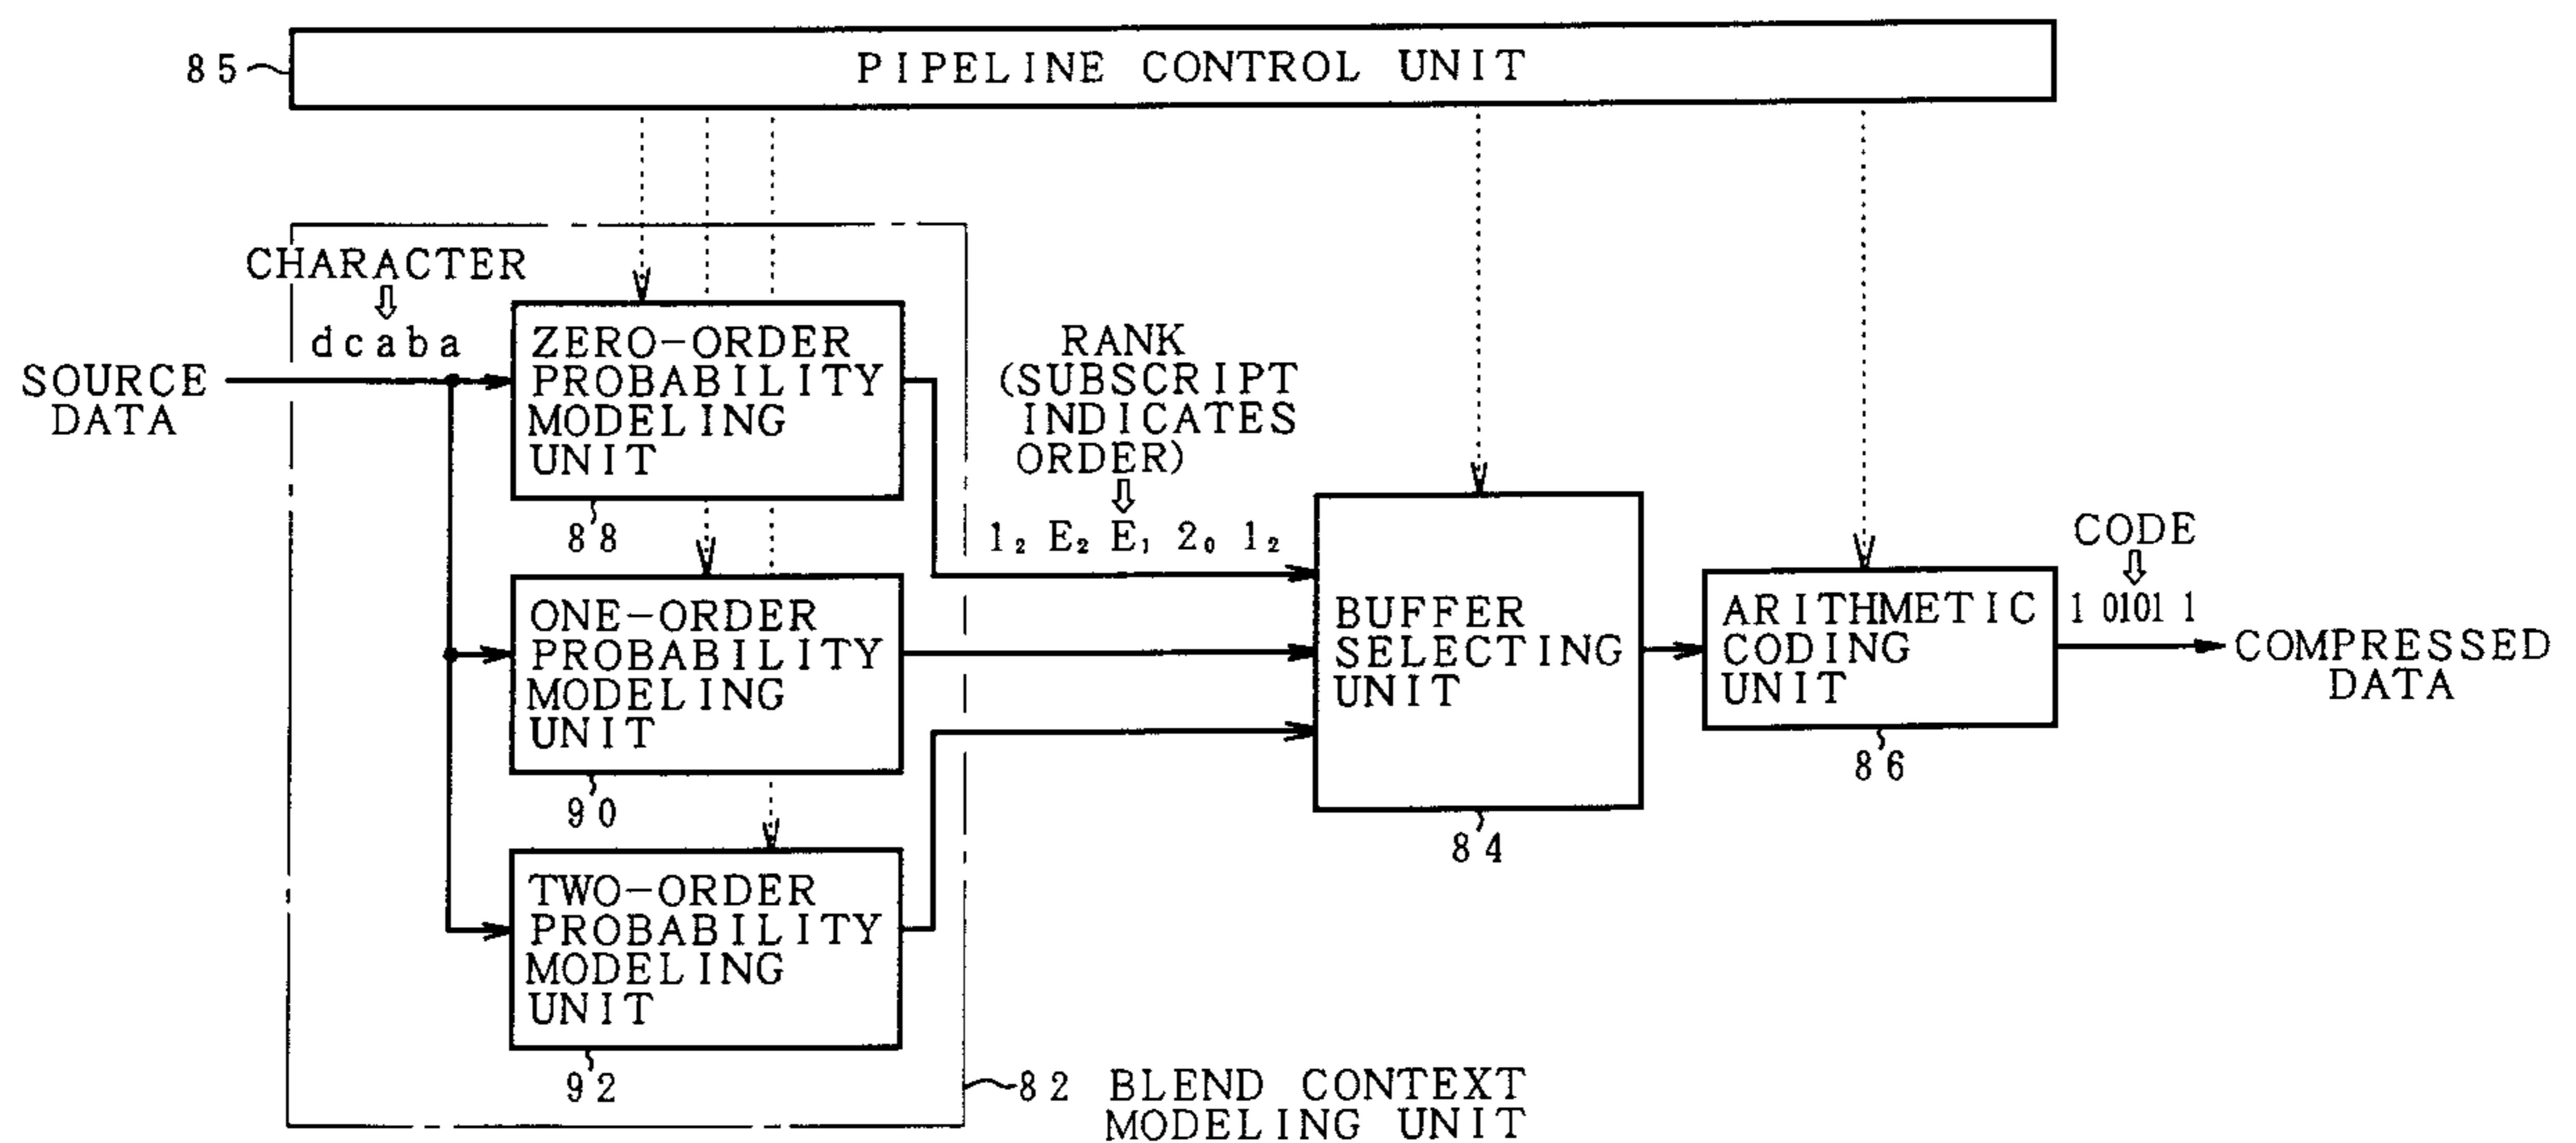 85
PIPELINE CONTROL UNIT
CHARACTER
⇩
dcaba
SOURCE
DATA
ZERO-ORDER
PROBABILITY
MODELING
UNIT
88
RANK
(SUBSCRIPT
INDICATES
ORDER)
⇩
1₂ E₂ E₁ 2₀ 1₂
ONE-ORDER
PROBABILITY
MODELING
UNIT
90
TWO-ORDER
PROBABILITY
MODELING
UNIT
92
BUFFER
SELECTING
UNIT
84
ARITHMETIC
CODING
UNIT
86
CODE
⇩
1 0101 1
COMPRESSED
DATA
82 BLEND CONTEXT
MODELING UNIT